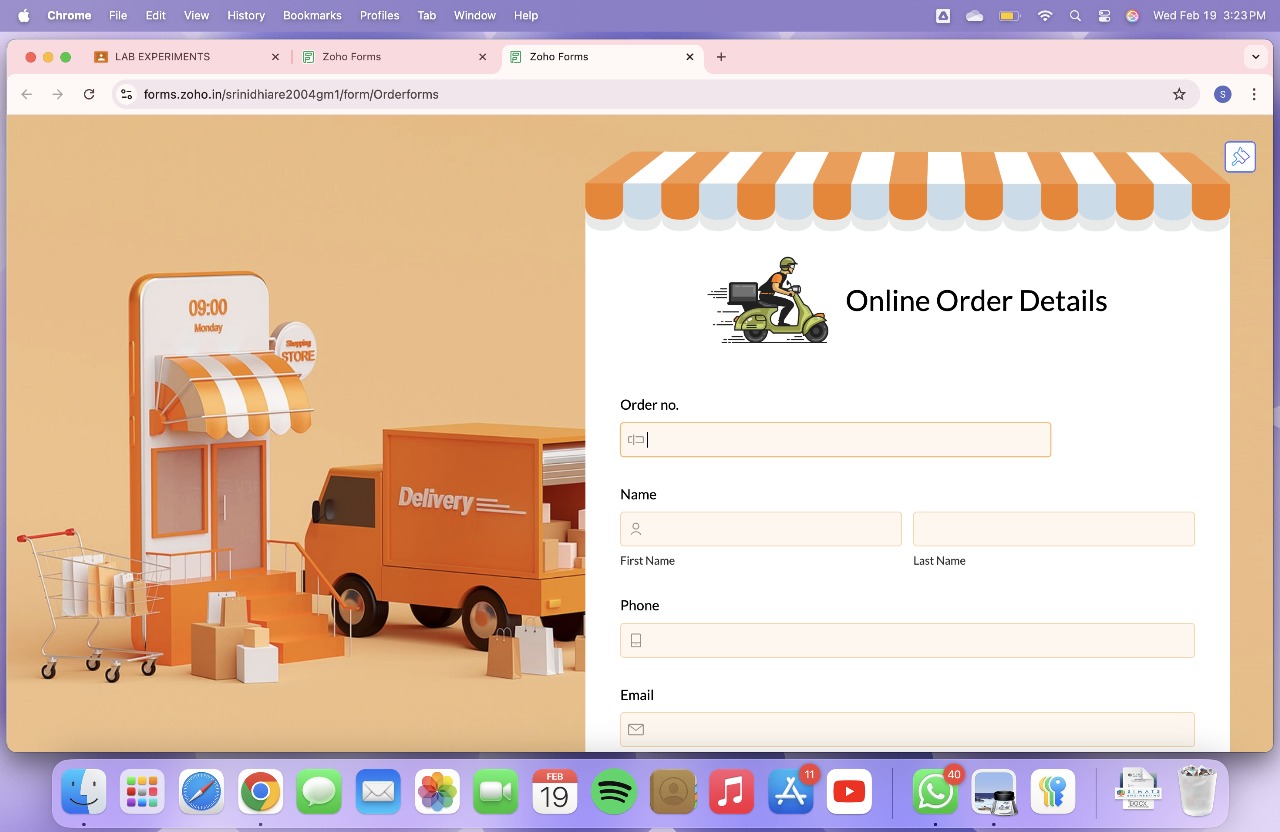 Chrome File Edit View History Bookmarks Profiles Tab Window Help
Wed Feb 19 3:23 PM
LAB EXPERIMENTS
Zoho Forms
Zoho Forms
forms.zoho.in/srinidhiare2004gm1/form/Orderforms
S
09:00
Monday
Shopping
STORE
Delivery
Online Order Details
Order no.
Name
First Name
Last Name
Phone
Email
FEB
19
11
40
DOCX